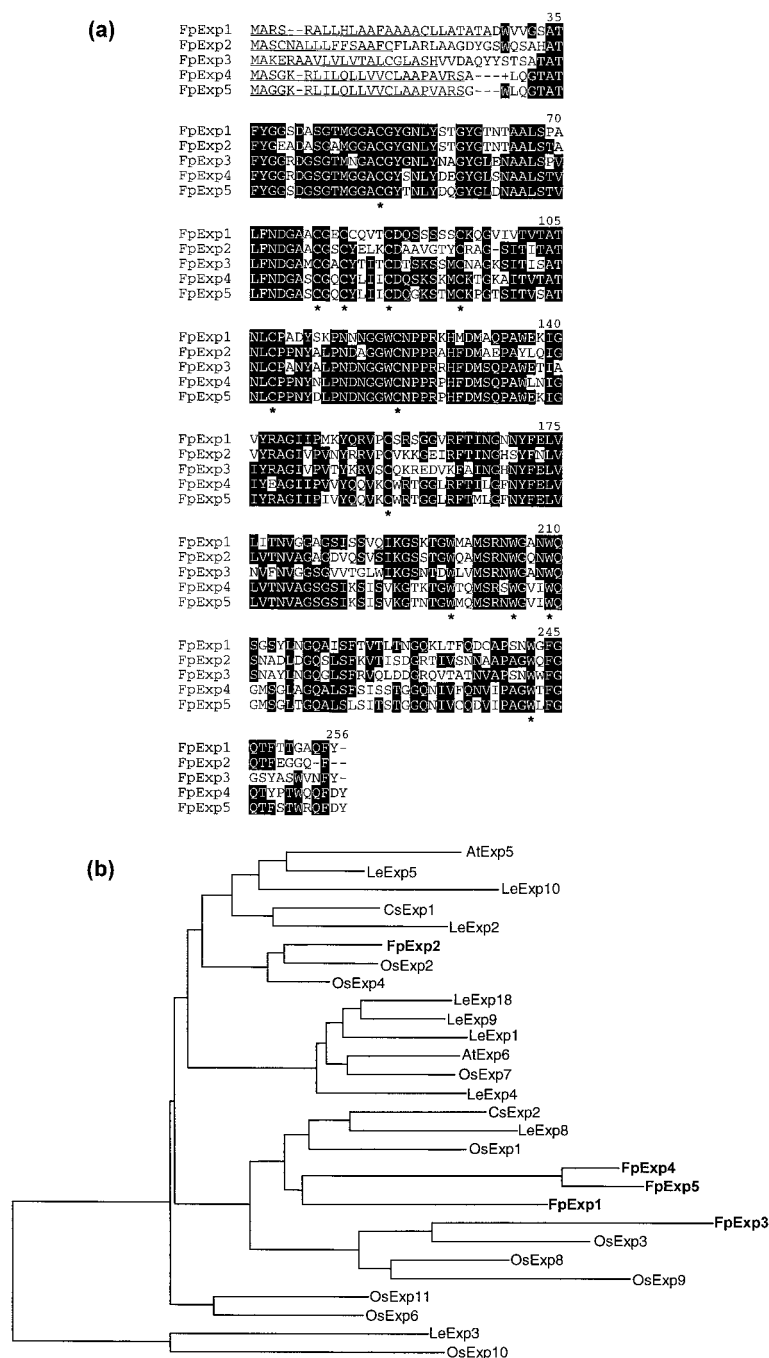 (a)
35
FpExp1 MARS--RALLHLAAFAAAACLLATATADWVVGSAT
FpExp2 MASCNALLLFFSAAFCFLARLAAGDYGSWQSAHAT
FpExp3 MAKERAAVLVLVTALCGLASHVVDAQYYSTSATAT
FpExp4 MASGK-RLILQLLVVCLAAPAVRSA---+LQGTAT
FpExp5 MAGGK-RLILQLLVVCLAAPVARSG---WLQGTAT
70
FpExp1 FYGGSDASGTMGGACGYGNLYSTGYGTNTAALSPA
FpExp2 FYGEADASGAMGGACGYGNLYSTGYGTNTAALSTA
FpExp3 FYGGRDGSGTMNGACGYGNLYNAGYGLENAALSPV
FpExp4 FYGGRDGSGTMGGACGYSNLYDEGYGLSNAALSTV
FpExp5 FYGGSDGSGTMGGACGYTNLYDQGYGLDNAALSTV
*
105
FpExp1 LFNDGAACGECCQVTCDQSSSSSCKQGVIVTVTAT
FpExp2 LFNDGAACGSCYELKCDAAVGTYCRAG-SITITAT
FpExp3 LFNDGAMCGACYTITCDTSKSSMCNAGKSITISAT
FpExp4 LFNDGASCGQCYLIICDQSKSKMCKTGKAITVTAT
FpExp5 LFNDGASCGQCYLIICDQGKSTMCKPGTSITVSAT
* * * *
140
FpExp1 NLCPADYSKPNNNGGWCNPPRKHMDMAQPAWEKIG
FpExp2 NLCPPNYALPNDAGGWCNPPRAHFDMAEPAYLQIG
FpExp3 NLCPANYALPNDNGGWCNPPRRHFDMSQPAWETIA
FpExp4 NLCPPNYNLPNDNGGWCNPPRPHFDMSQPAWLNIG
FpExp5 NLCPPNYDLPNDNGGWCNPPRPHFDMSQPAWEKIG
* *
175
FpExp1 VYRAGIIPMKYQRVPCSRSGGVRFTINGNNYFELV
FpExp2 VYRAGIVPVNYRRVPCVKKGEIRFTINGHSYFNLV
FpExp3 IYRAGIVPVTYKRVSCQKREDVKFAINGHNYFELV
FpExp4 IYEAGIIPVVYQQVKCWRTGGLRFTILGFNYFELV
FpExp5 IYRAGIIPIVYQQVKCWRTGGLRFTMLGFNYFELV
*
210
FpExp1 LITNVGGAGSISSVQIKGSKTGWMAMSRNWGANWQ
FpExp2 LVTNVAGAGDVQSVSIKGSSTGWQAMSRNWGQNWQ
FpExp3 NVFNVGGSGVVTGLWIKGSNTDWLVMSRNWGANWQ
FpExp4 LVTNVAGSGSIKSISVKGTKTGWTQMSRSWGVIWQ
FpExp5 LVTNVAGSGSIKSISVKGTNTGWMQMSRNWGVIWQ
* * *
245
FpExp1 SGSYLNGQAISFTVTLTNGQKLTFQDCAPSNWGFG
FpExp2 SNADLDGQSLSFKVTISDGRTIVSNNAAPAGWQFG
FpExp3 SNAYLNGQGLSFRVQLDDGRQVTATNVAPSNWWFG
FpExp4 GMSGLAGQALSFSISSTGGQNIVFQNVIPAGWTFG
FpExp5 GMSGLTGQALSLSITSTGGQNIVCQDVIPAGWLFG
*
256
FpExp1 QTFTTGAQFY-
FpExp2 QTFEGGQ-F--
FpExp3 GSYASWVNFY-
FpExp4 QTYPTWQQFDY
FpExp5 QTFSTWRQFDY
(b)
AtExp5
LeExp5
LeExp10
CsExp1
LeExp2
FpExp2
OsExp2
OsExp4
LeExp18
LeExp9
LeExp1
AtExp6
OsExp7
LeExp4
CsExp2
LeExp8
OsExp1
FpExp4
FpExp5
FpExp1
FpExp3
OsExp3
OsExp8
OsExp9
OsExp11
OsExp6
LeExp3
OsExp10